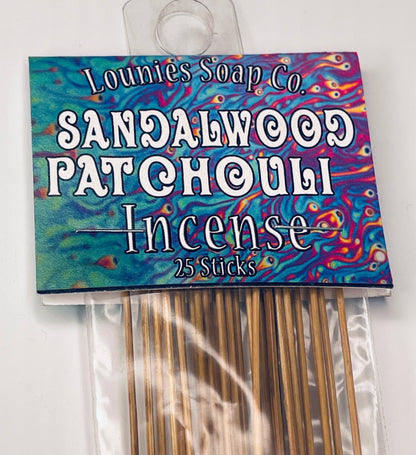 Lounies Soap Co.
SANDALWOOD
PATCHOULI
Incense
25 Sticks